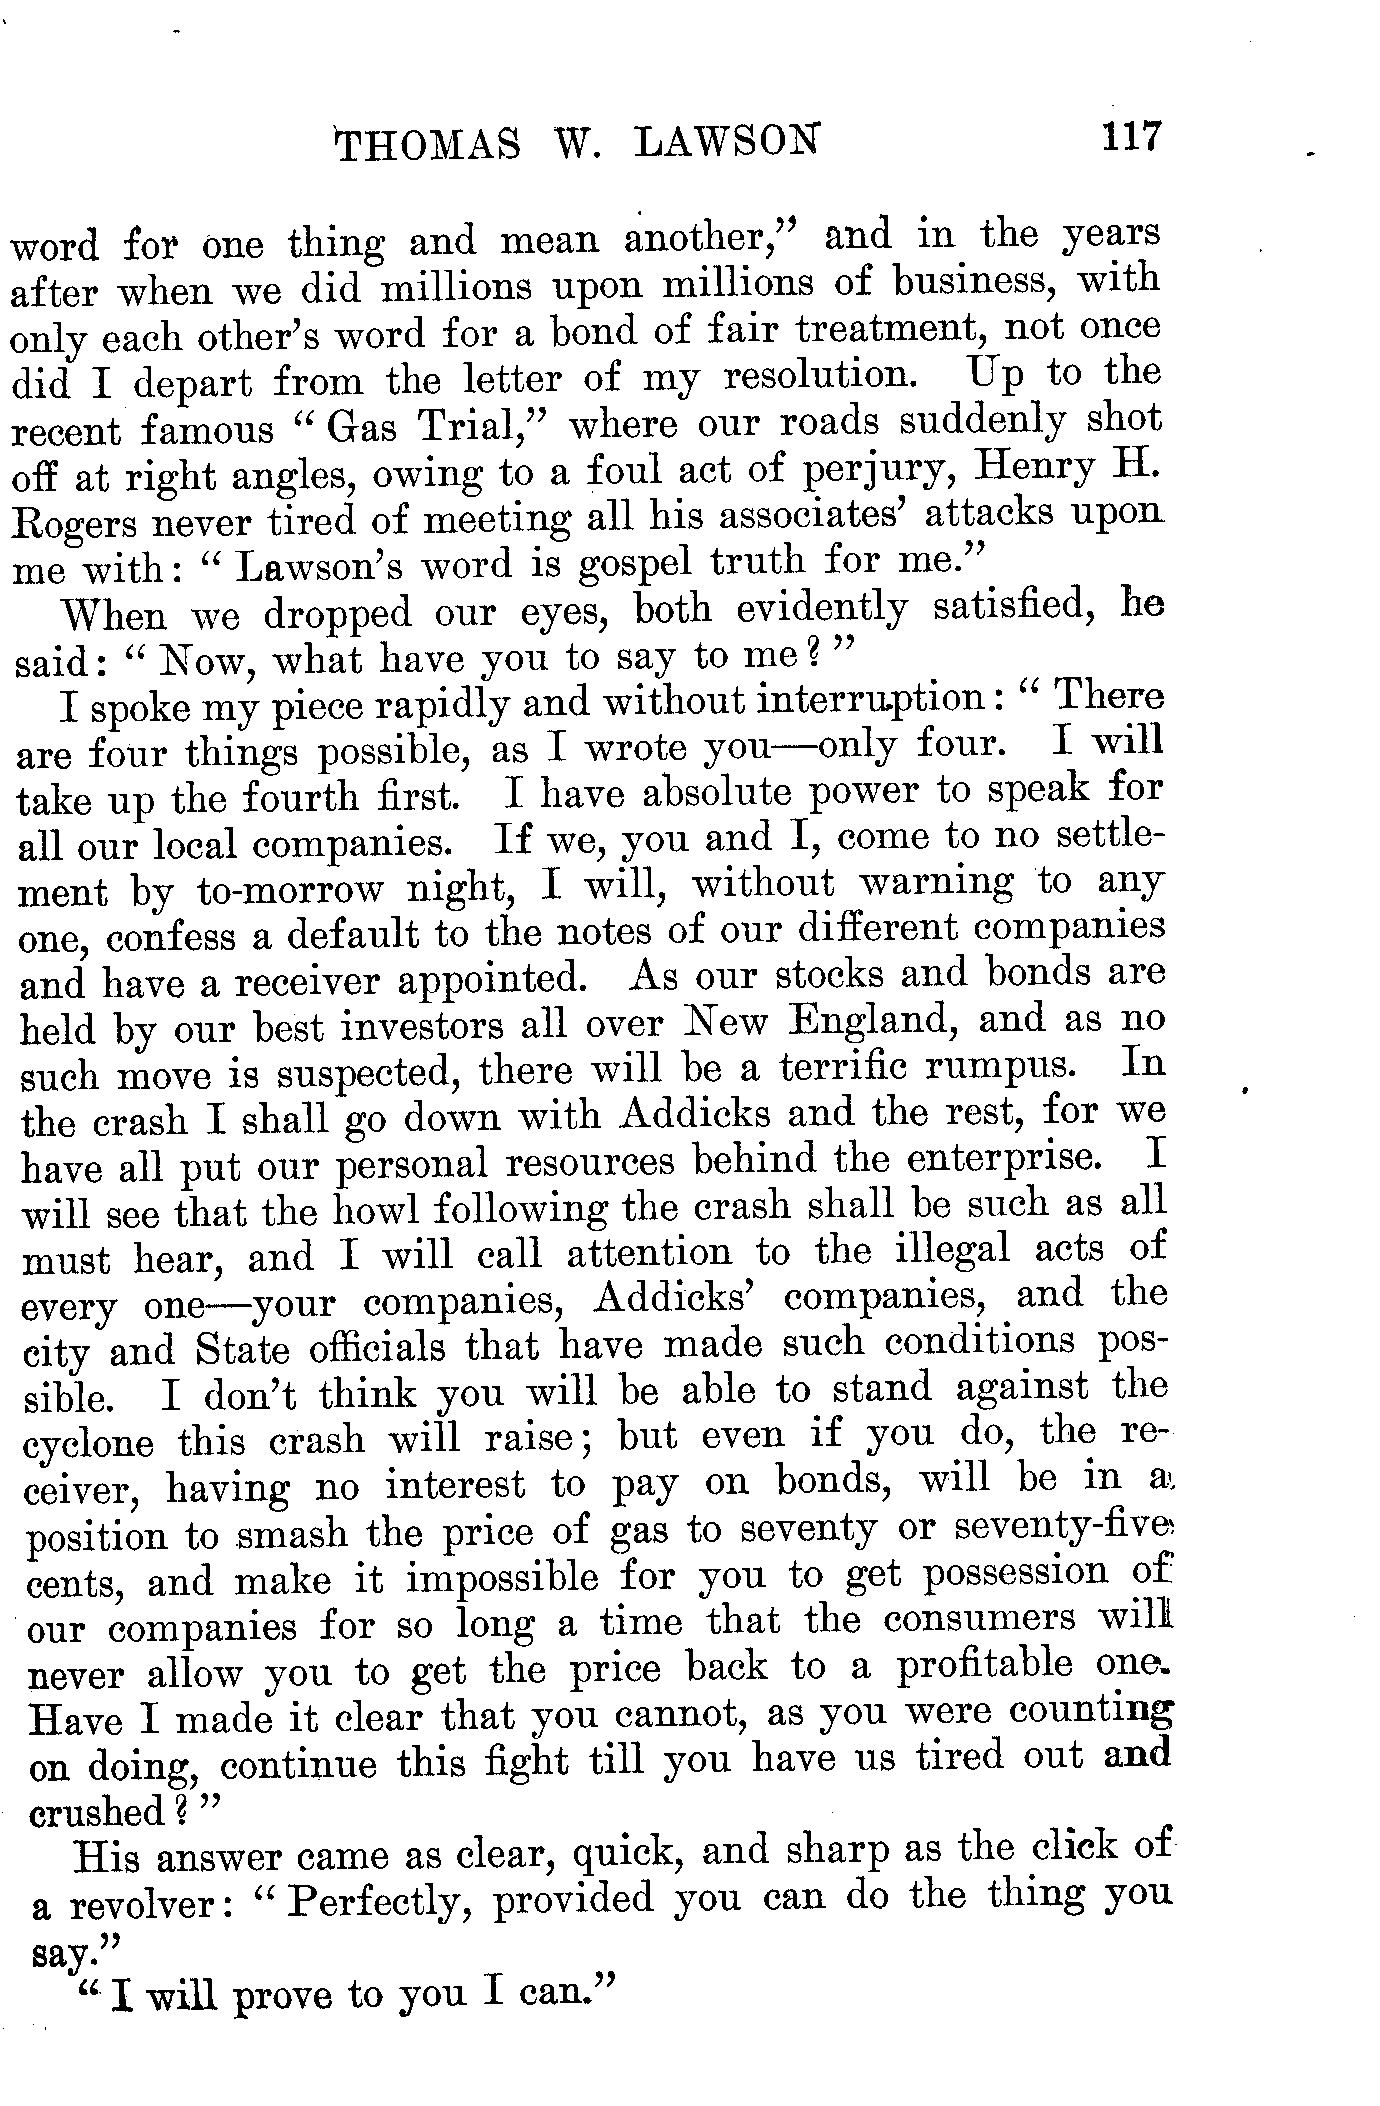 THOMAS W. LAWSON 117
word for one thing and mean another,” and in the years
after when we did millions upon millions of business, with
only each other’s word for a bond of fair treatment, not once
did I depart from the letter of my resolution. Up to the
recent famous “ Gas Trial,” where our roads suddenly shot
off at right angles, owing to a foul act of perjury, Henry H.
Rogers never tired of meeting all his associates’ attacks upon
me with: “ Lawson’s word is gospel truth for me.”
When we dropped our eyes, both evidently satisfied, he
said: “ Now, what have you to say to me? ”
I spoke my piece rapidly and without interruption: “ There
are four things possible, as I wrote you—only four. I will
take up the fourth first. I have absolute power to speak for
all our local companies. If we, you and I, come to no settle-
ment by to-morrow night, I will, without warning to any
one, confess a default to the notes of our different companies
and have a receiver appointed. As our stocks and bonds are
held by our best investors all over New England, and as no
such move is suspected, there will be a terrific rumpus. In
the crash I shall go down with Addicks and the rest, for we
have all put our personal resources behind the enterprise. I
will see that the howl following the crash shall be such as all
must hear, and I will call attention to the illegal acts of
every one—your companies, Addicks’ companies, and the
city and State officials that have made such conditions pos-
sible. I don’t think you will be able to stand against the
cyclone this crash will raise; but even if you do, the re-
ceiver, having no interest to pay on bonds, will be in a
position to smash the price of gas to seventy or seventy-five
cents, and make it impossible for you to get possession of
our companies for so long a time that the consumers will
never allow you to get the price back to a profitable one.
Have I made it clear that you cannot, as you were counting
on doing, continue this fight till you have us tired out and
crushed? ”
His answer came as clear, quick, and sharp as the click of
a revolver: “ Perfectly, provided you can do the thing you
say.”
“ I will prove to you I can.”